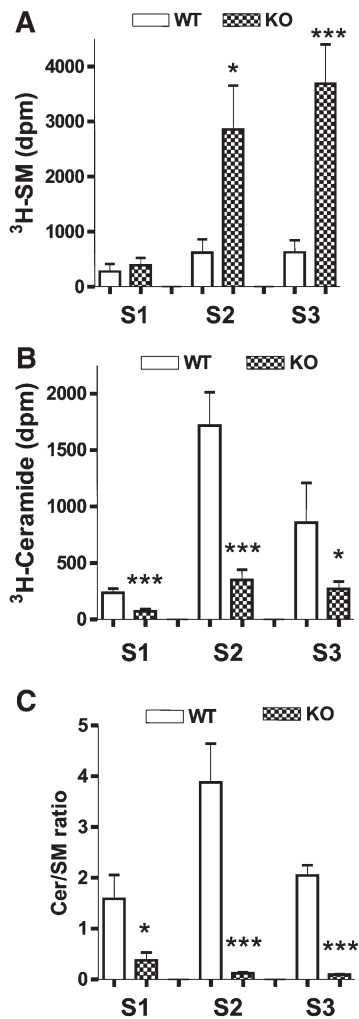 A
WT KO
³H-SM (dpm)
4000
3000
2000
1000
0
*
***
S1 S2 S3
B
WT KO
³H-Ceramide (dpm)
2000
1500
1000
500
0
***
***
*
S1 S2 S3
C
WT KO
Cer/SM ratio
5
4
3
2
1
0
*
***
***
S1 S2 S3